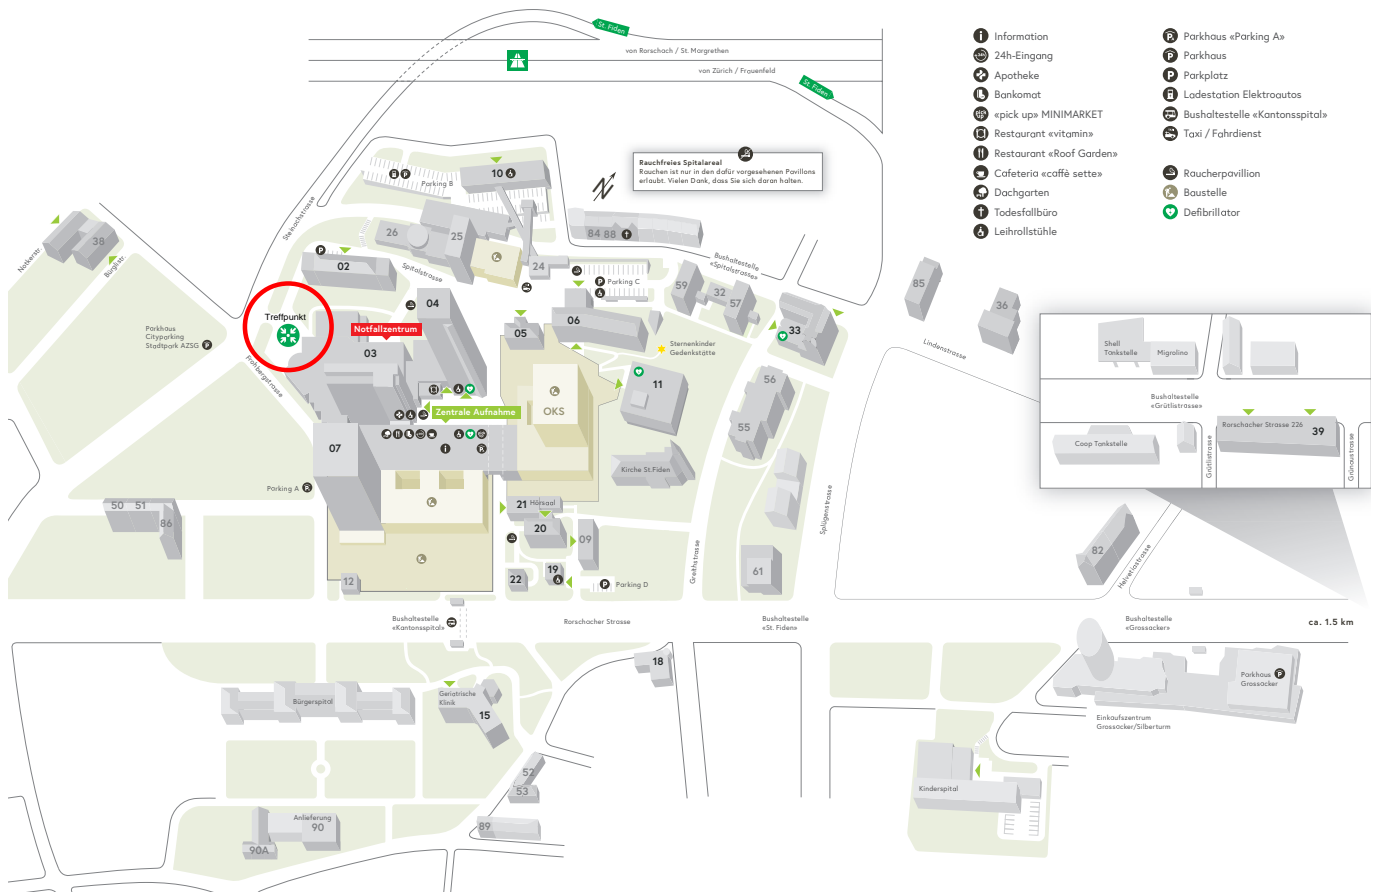 St. Fiden
von Rorschach / St. Margrethen
von Zürich / Frauenfeld
St. Fiden
Information
24h-Eingang
Apotheke
Bankomat
«pick up» MINIMARKET
Restaurant «vitamin»
Restaurant «Roof Garden»
Cafeteria «caffè sette»
Dachgarten
Todesfallbüro
Leihrollstühle
Parkhaus «Parking A»
Parkhaus
Parkplatz
Ladestation Elektroautos
Bushaltestelle «Kantonsspital»
Taxi / Fahrdienst
Raucherpavillion
Baustelle
Defibrillator
Rauchfreies Spitalareal
Rauchen ist nur in den dafür vorgesehenen Pavillons
erlaubt. Vielen Dank, dass Sie sich daran halten.
N
Steinachstrasse
Parking B
10
26
25
24
84 88
Bushaltestelle
«Spitalstrasse»
Notkerstr.
38
Bürglistr.
02
Spitalstrasse
04
Parking C
59
32
57
33
85
36
Treffpunkt
Notfallzentrum
03
05
06
Sternenkinder
Gedenkstätte
Lindenstrasse
Parkhaus
Cityparking
Stadtpark AZSG
Frohbergstrasse
11
56
55
OKS
Zentrale Aufnahme
07
Kirche St.Fiden
Parking A
50 51
86
21 Hörsaal
20
09
19
22
12
Parking D
61
Greithstrasse
Splügenstrasse
Shell
Tankstelle
Migrolino
Bushaltestelle
«Grütlistrasse»
Coop Tankstelle
Rorschacher Strasse 226
39
Grütlistrasse
Grünaustrasse
82
Helvetiastrasse
Bushaltestelle
«Kantonsspital»
Rorschacher Strasse
Bushaltestelle
«St. Fiden»
Bushaltestelle
«Grossacker»
ca. 1.5 km
18
Bürgerspital
Geriatrische
Klinik
15
Parkhaus
Grossacker
Einkaufszentrum
Grossacker/Silberturm
52
53
89
Anlieferung
90
90A
Kinderspital